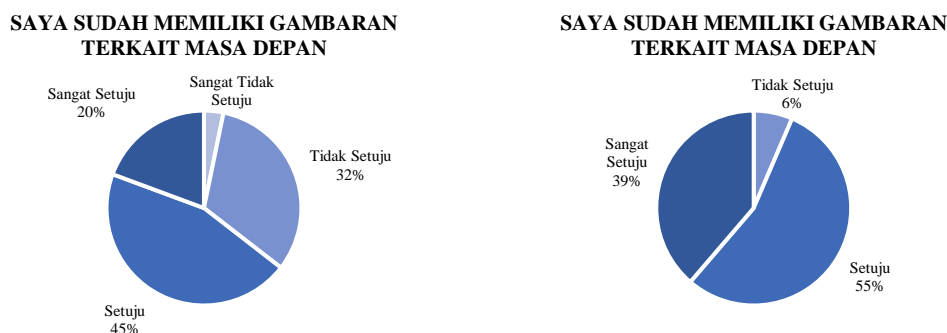 SAYA SUDAH MEMILIKI GAMBARAN
TERKAIT MASA DEPAN
Sangat Tidak
Setuju
Sangat Setuju
20%
Tidak Setuju
32%
Setuju
45%
SAYA SUDAH MEMILIKI GAMBARAN
TERKAIT MASA DEPAN
Tidak Setuju
6%
Sangat
Setuju
39%
Setuju
55%